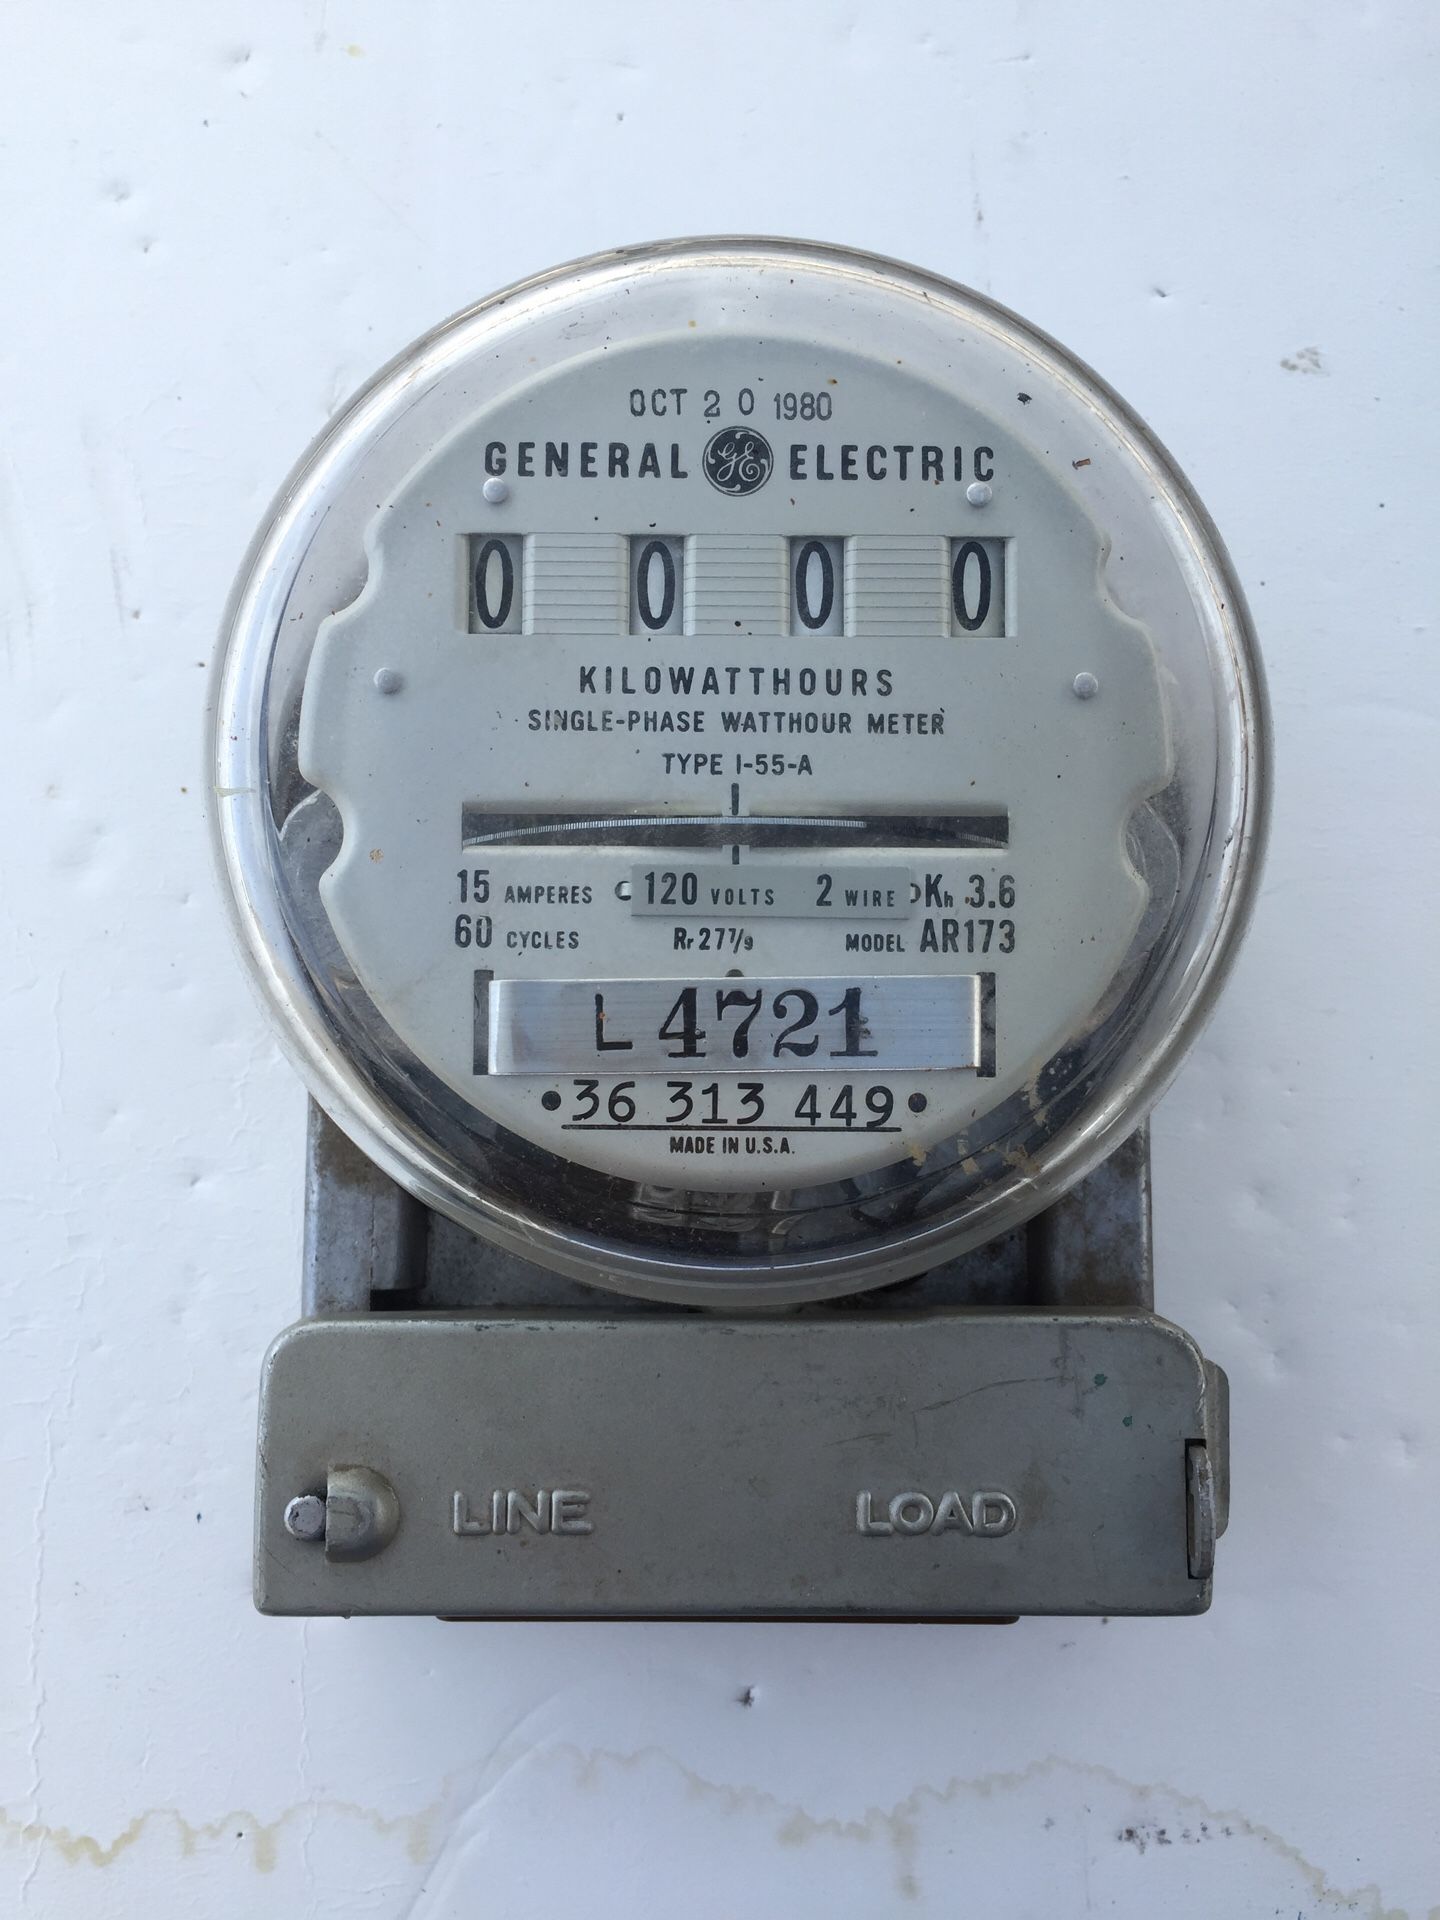 OCT 20 1980
GENERAL GE ELECTRIC
0 0 0 0
KILOWATTHOURS
SINGLE-PHASE WATTHOUR METER
TYPE I-55-A
15 AMPERES 120 VOLTS 2 WIRE Kh 3.6
60 CYCLES Rr 27 7/9 MODEL AR173
L 4721
•36 313 449•
MADE IN U.S.A.
LINE LOAD